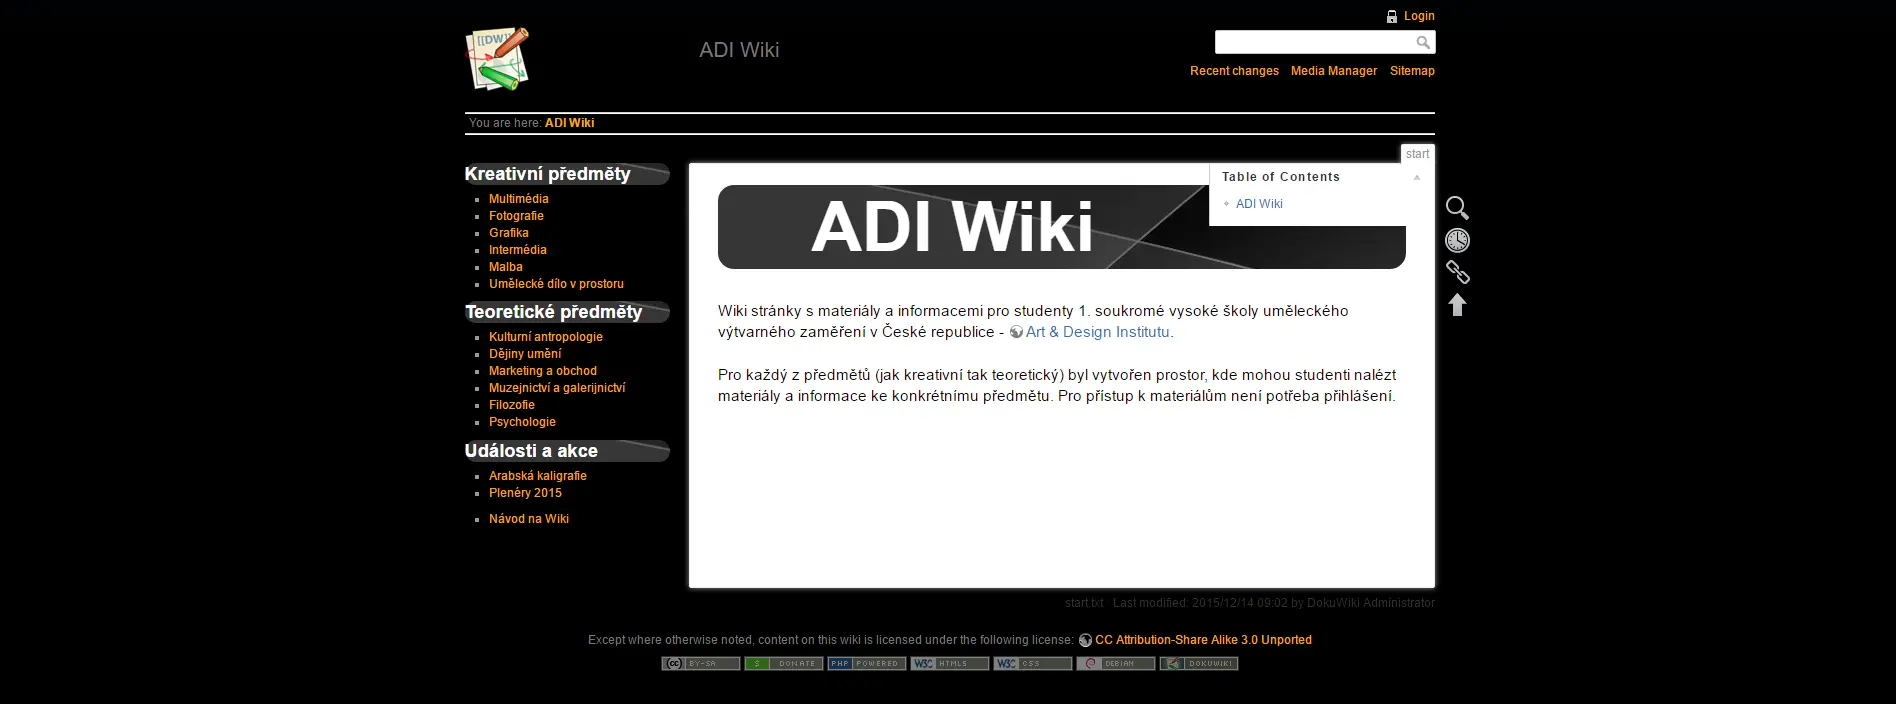 Login
[[DW]]
ADI Wiki
Recent changes Media Manager Sitemap
You are here: ADI Wiki
start
Kreativní předměty
Multimédia
Fotografie
Grafika
Intermédia
Malba
Umělecké dílo v prostoru
Teoretické předměty
Kulturní antropologie
Dějiny umění
Marketing a obchod
Muzejnictví a galerijnictví
Filozofie
Psychologie
Události a akce
Arabská kaligrafie
Plenéry 2015
Návod na Wiki
Table of Contents
ADI Wiki
ADI Wiki
Wiki stránky s materiály a informacemi pro studenty 1. soukromé vysoké školy uměleckého
výtvarného zaměření v České republice - Art & Design Institutu.
Pro každý z předmětů (jak kreativní tak teoretický) byl vytvořen prostor, kde mohou studenti nalézt
materiály a informace ke konkrétnímu předmětu. Pro přístup k materiálům není potřeba přihlášení.
start.txt Last modified: 2015/12/14 09:02 by DokuWiki Administrator
Except where otherwise noted, content on this wiki is licensed under the following license: CC Attribution-Share Alike 3.0 Unported
cc BY-SA $ DONATE PHP POWERED W3C HTML5 W3C CSS DEBIAN DOKUWIKI